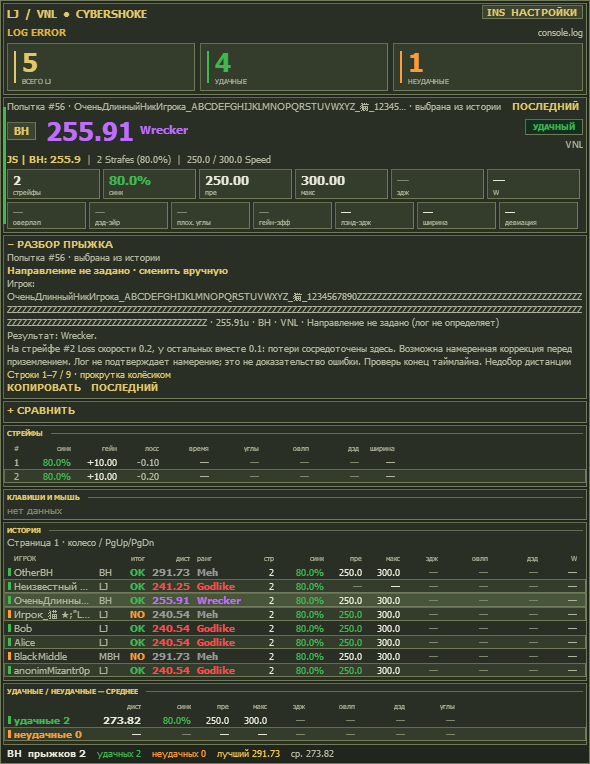 LJ / VNL ● CYBERSHOKE INS НАСТРОЙКИ
LOG ERROR console.log
5 4 1
ВСЕГО LJ УДАЧНЫЕ НЕУДАЧНЫЕ
Попытка #56 · ОченьДлинныйНикИгрока_ABCDEFGHIJKLMNOPQRSTUVWXYZ_猫_12345... · выбрана из истории ПОСЛЕДНИЙ
BH 255.91 Wrecker УДАЧНЫЙ
VNL
JS | BH: 255.9 | 2 Strafes (80.0%) | 250.0 / 300.0 Speed
2 80.0% 250.00 300.00 — —
стрейфы синк пре макс эдж W
— — — — — — —
оверлап дэд-эйр плох. углы гейн-эфф лэнд-эдж ширина девиация
− РАЗБОР ПРЫЖКА
Попытка #56 · выбрана из истории
Направление не задано · сменить вручную
Игрок:
ОченьДлинныйНикИгрока_ABCDEFGHIJKLMNOPQRSTUVWXYZ_猫_1234567890ZZZZZZZZZZZZZZZZZZZZZZZZZZZZZZZZZZZZZZZ
ZZZZZZZZZZZZZZZZZZZZZZZZZZZZZZZZZZZZZZZZZZZZZZZZZZZZZZZZZZZZZZZZZZZZZZZZZZZZZZZZZZZZZZZZZZZZZZZZZZ
ZZZZZZZZZZZZZZZZZZZZZZZZZZZZZZZZZZ · 255.91u · BH · VNL · Направление не задано (лог не определяет)
Результат: Wrecker.
На стрейфе #2 Loss скорости 0.2, у остальных вместе 0.1: потери сосредоточены здесь. Возможна намеренная коррекция перед
приземлением. Лог не подтверждает намерение; это не доказательство ошибки. Проверь конец таймлайна. Недобор дистанции
Строки 1–7 / 9 · прокрутка колёсиком
КОПИРОВАТЬ ПОСЛЕДНИЙ
+ СРАВНИТЬ
СТРЕЙФЫ
# синк гейн лосс время углы овлп дэд ширина
1 80.0% +10.00 -0.10 — — — — —
2 80.0% +10.00 -0.20 — — — — —
КЛАВИШИ И МЫШЬ
нет данных
ИСТОРИЯ
Страница 1 · колесо / PgUp/PgDn
ИГРОК итог дист ранг стр синк пре макс эдж овлп дэд W
OtherBH BH OK 291.73 Meh 2 80.0% 250.0 300.0 — — — —
Неизвестный ... LJ OK 241.25 Godlike 2 80.0% — — — — — —
ОченьДлинны... BH OK 255.91 Wrecker 2 80.0% 250.0 300.0 — — — —
Игрок_猫 ★;"L... LJ NO 240.54 Meh 2 80.0% 250.0 300.0 — — — —
Bob LJ OK 240.54 Godlike 2 80.0% 250.0 300.0 — — — —
Alice LJ OK 240.54 Godlike 2 80.0% 250.0 300.0 — — — —
BlackMiddle MBH NO 291.73 Meh 2 80.0% 250.0 300.0 — — — —
anonimMizantr0p LJ OK 240.54 Godlike 2 80.0% 250.0 300.0 — — — —
УДАЧНЫЕ / НЕУДАЧНЫЕ — СРЕДНЕЕ
дист синк пре макс эдж овлп дэд углы
удачные 2 273.82 80.0% 250.0 300.0 — — — —
неудачные 0 — — — — — — — —
BH прыжков 2 удачных 2 неудачных 0 лучший 291.73 ср. 273.82